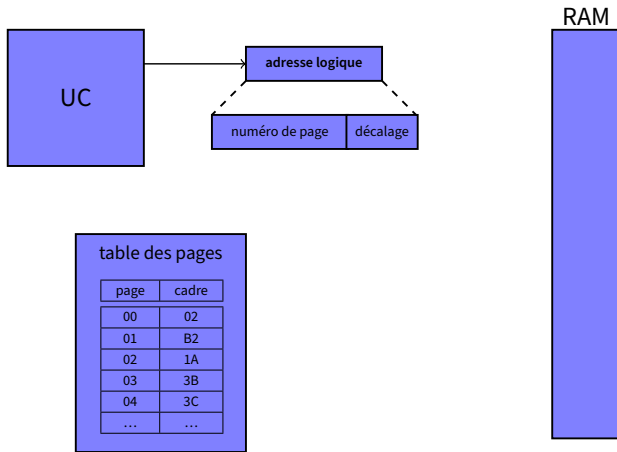 RAM
UC
adresse logique
numéro de page décalage
table des pages
page cadre
00 02
01 B2
02 1A
03 3B
04 3C
… …